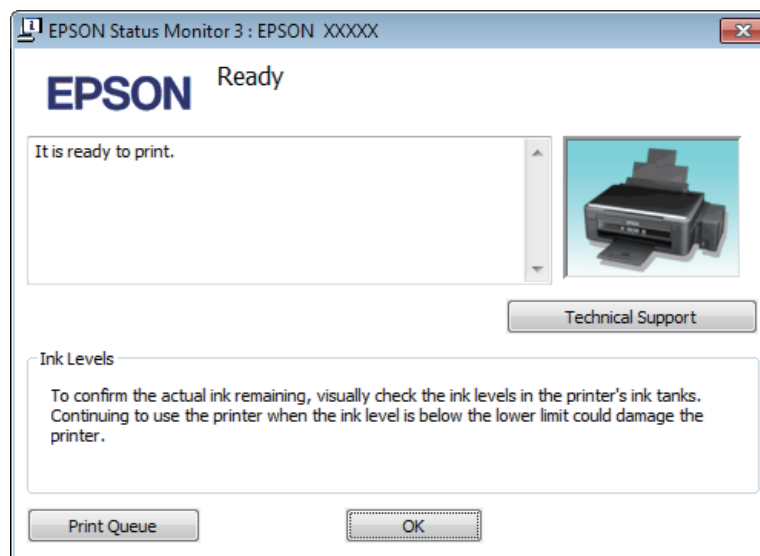 EPSON Status Monitor 3 : EPSON XXXXX
EPSON
Ready
It is ready to print.
Technical Support
Ink Levels
To confirm the actual ink remaining, visually check the ink levels in the printer's ink tanks.
Continuing to use the printer when the ink level is below the lower limit could damage the
printer.
Print Queue
OK